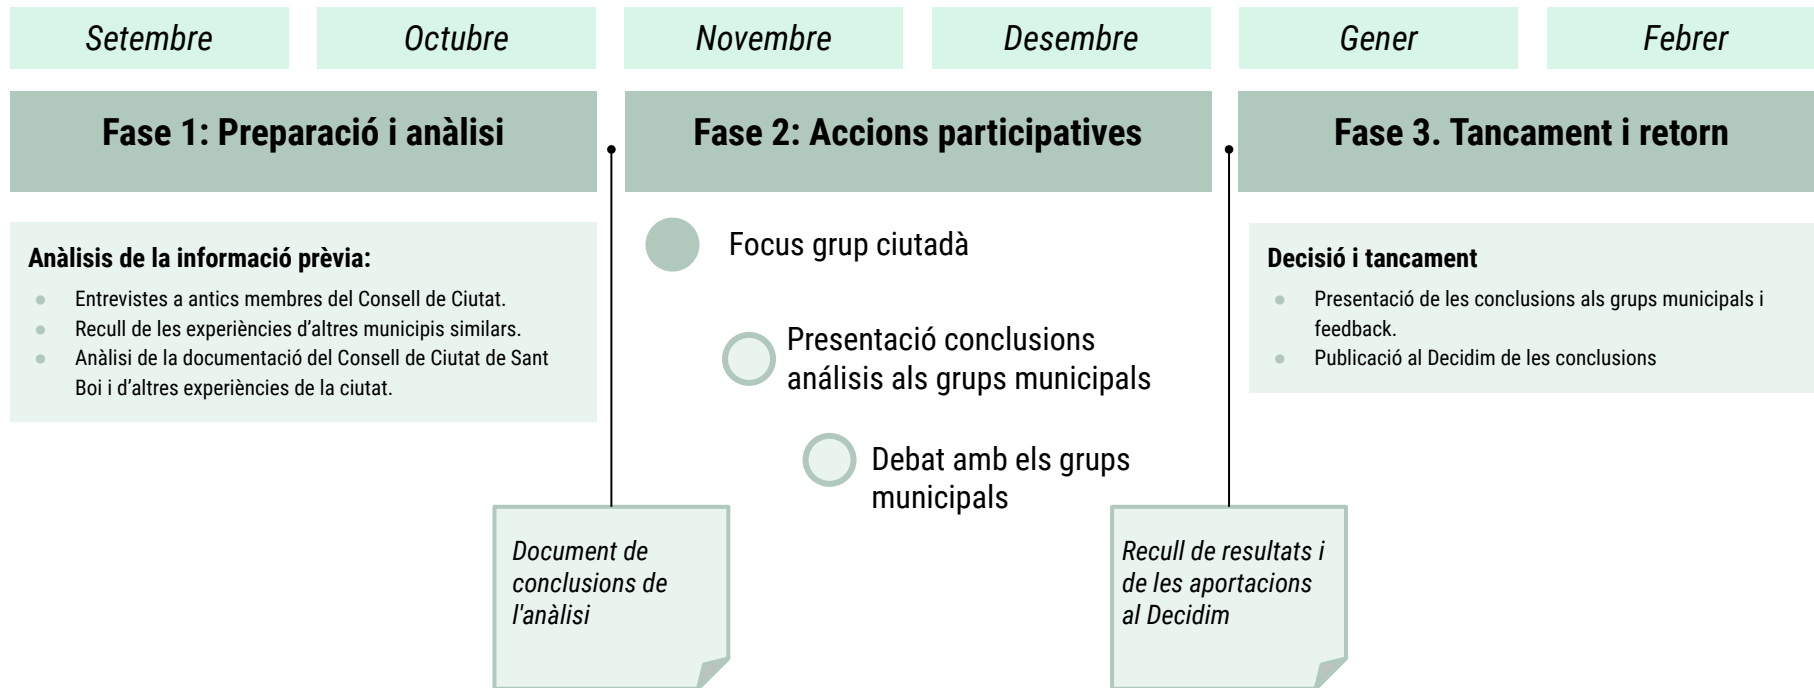 Setembre
Octubre
Novembre
Desembre
Gener
Febrer
Fase 1: Preparació i anàlisi
Fase 2: Accions participatives
Fase 3. Tancament i retorn
Anàlisis de la informació prèvia:
Entrevistes a antics membres del Consell de Ciutat.
Recull de les experiències d'altres municipis similars.
Anàlisi de la documentació del Consell de Ciutat de Sant
Boi i d'altres experiències de la ciutat.
Focus grup ciutadà
Presentació conclusions
análisis als grups municipals
Debat amb els grups
municipals
Decisió i tancament
Presentació de les conclusions als grups municipals i
feedback.
Publicació al Decidim de les conclusions
Document de
conclusions de
l'anàlisi
Recull de resultats i
de les aportacions
al Decidim